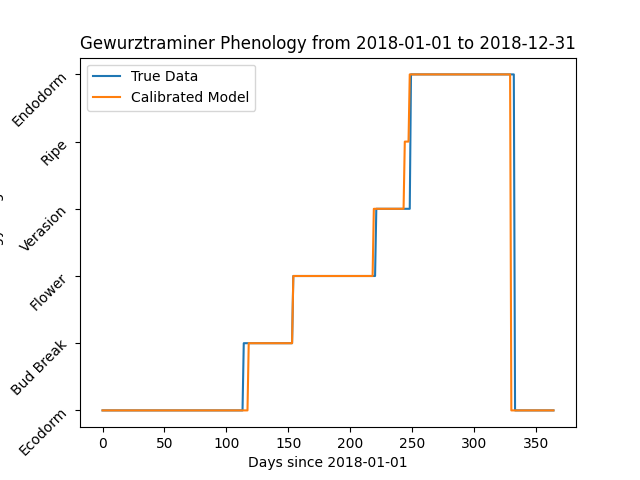 Gewurztraminer Phenology from 2018-01-01 to 2018-12-31
True Data
Calibrated Model
Endodorm
Ripe
Verasion
Flower
Bud Break
Ecodorm
0 50 100 150 200 250 300 350
Days since 2018-01-01